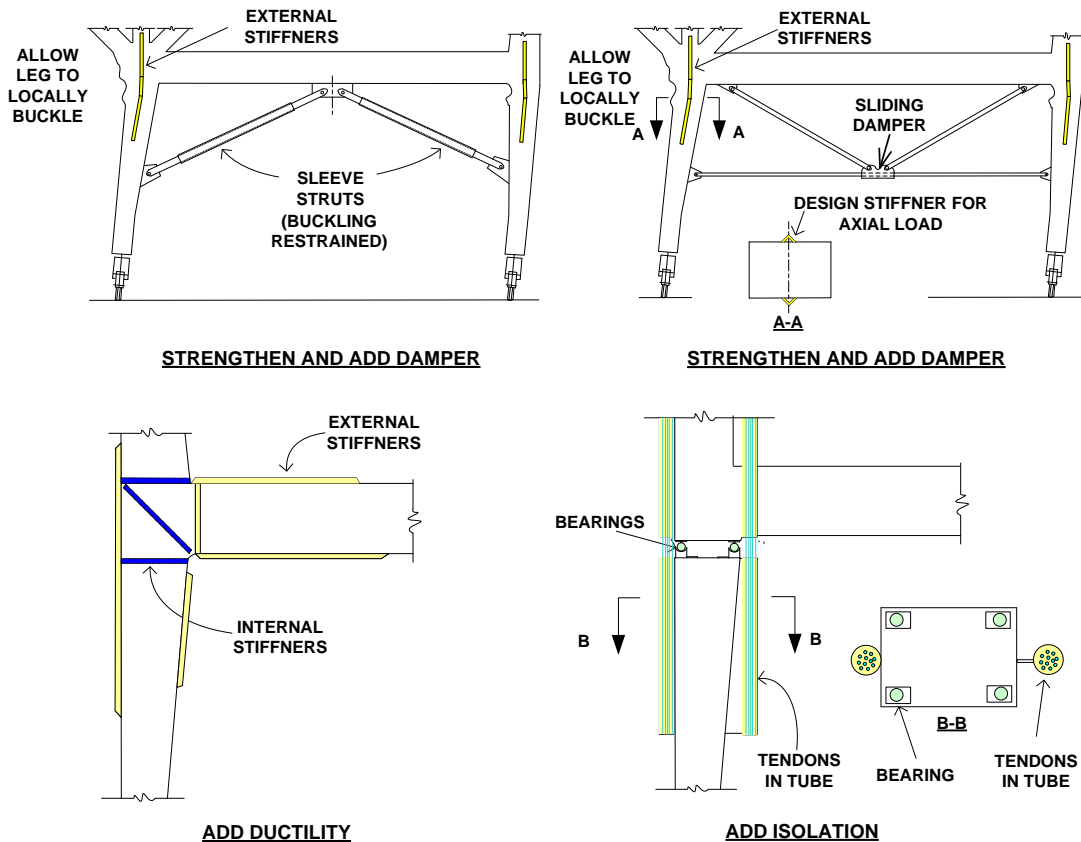 EXTERNAL
STIFFNERS
ALLOW
LEG TO
LOCALLY
BUCKLE
SLEEVE
STRUTS
(BUCKLING
RESTRAINED)
STRENGTHEN AND ADD DAMPER
EXTERNAL
STIFFNERS
ALLOW
LEG TO
LOCALLY
BUCKLE
A
A
SLIDING
DAMPER
DESIGN STIFFNER FOR
AXIAL LOAD
A-A
STRENGTHEN AND ADD DAMPER
EXTERNAL
STIFFNERS
INTERNAL
STIFFNERS
ADD DUCTILITY
BEARINGS
B
B
B-B
TENDONS
IN TUBE
BEARING
TENDONS
IN TUBE
ADD ISOLATION